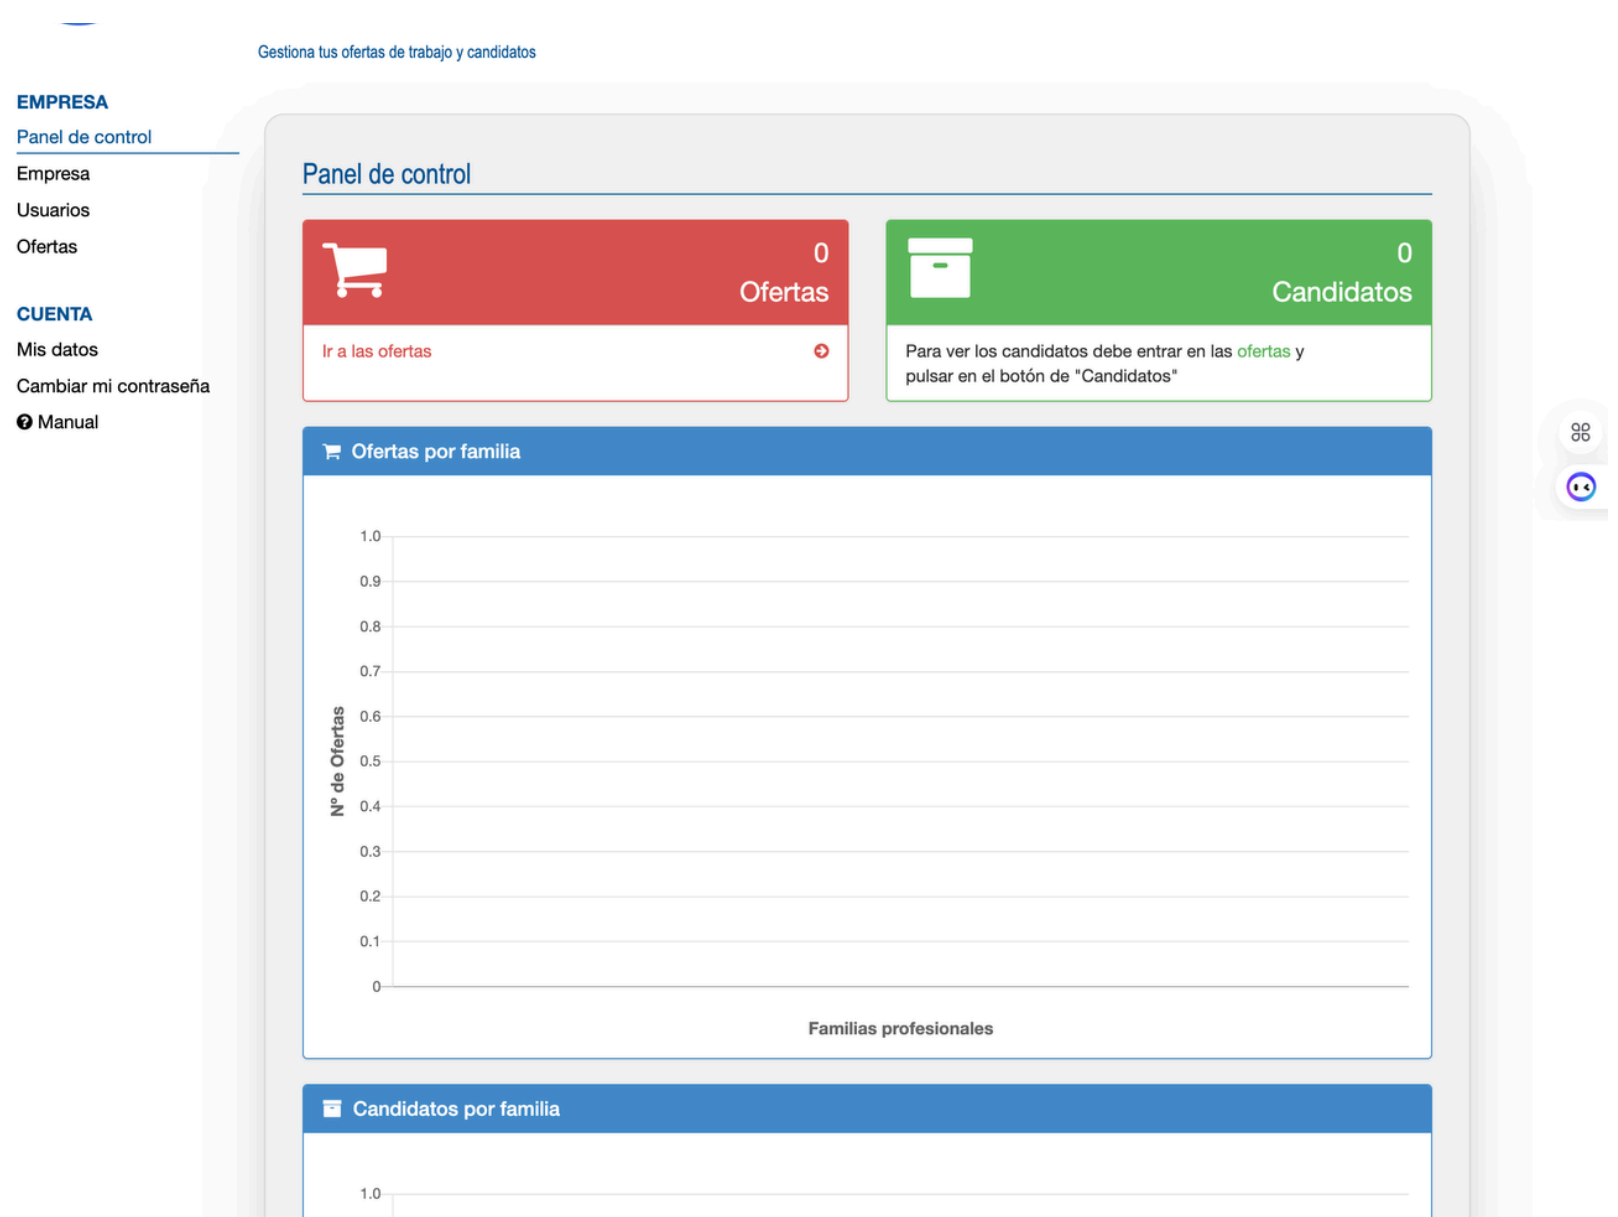 Gestiona tus ofertas de trabajo y candidatos
EMPRESA
Panel de control
Empresa
Usuarios
Ofertas
CUENTA
Mis datos
Cambiar mi contraseña
Manual
Panel de control
0
Ofertas
Ir a las ofertas
0
Candidatos
Para ver los candidatos debe entrar en las ofertas y
pulsar en el botón de "Candidatos"
Ofertas por familia
1.0
0.9
0.8
0.7
0.6
0.5
0.4
0.3
0.2
0.1
0
Nº de Ofertas
Familias profesionales
Candidatos por familia
1.0